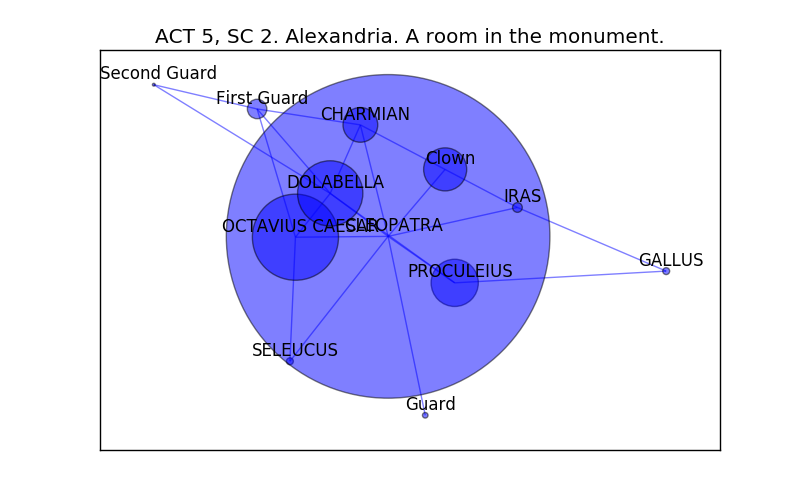 ACT 5, SC 2. Alexandria. A room in the monument.
Second Guard
First Guard
CHARMIAN
Clown
DOLABELLA
IRAS
OCTAVIUS CAESAR
CLEOPATRA
GALLUS
PROCULEIUS
SELEUCUS
Guard